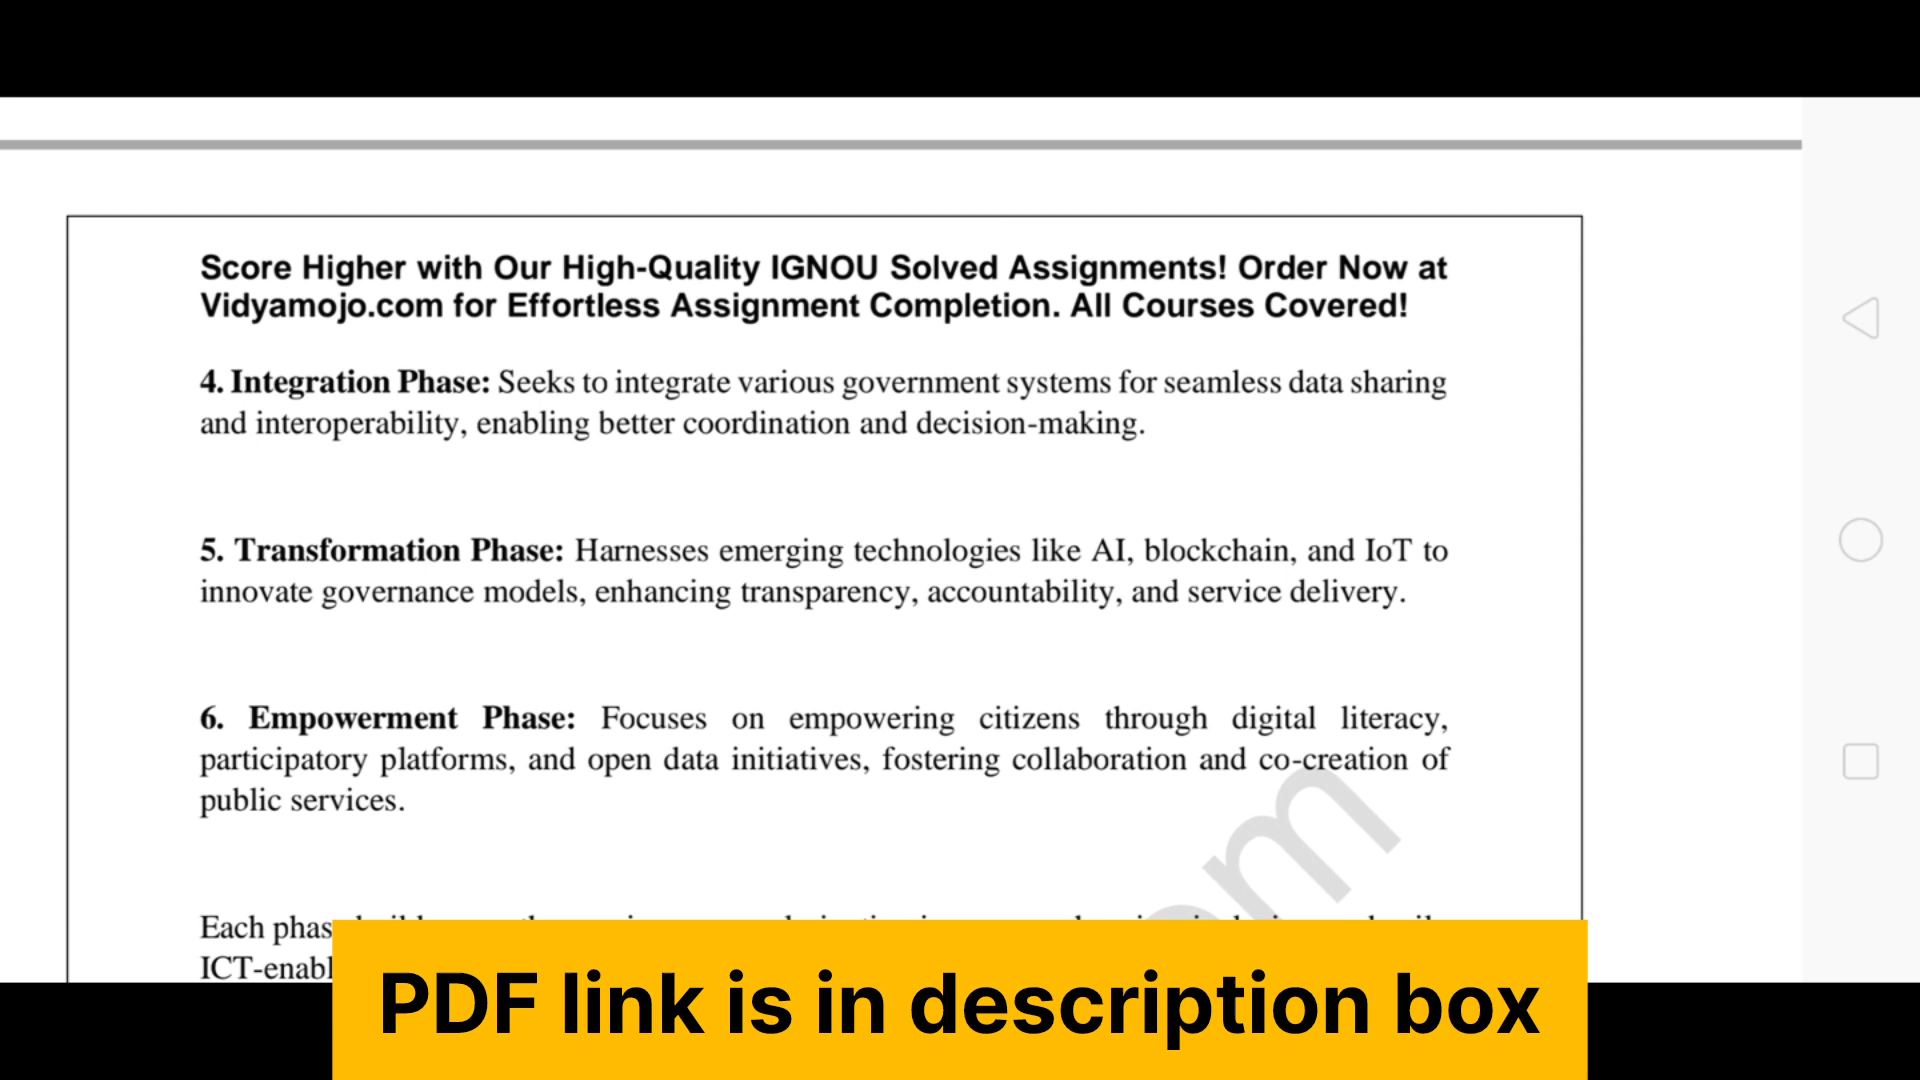 Score Higher with Our High-Quality IGNOU Solved Assignments! Order Now at
Vidyamojo.com for Effortless Assignment Completion. All Courses Covered!
4. Integration Phase: Seeks to integrate various government systems for seamless data sharing
and interoperability, enabling better coordination and decision-making.
5. Transformation Phase: Harnesses emerging technologies like AI, blockchain, and IoT to
innovate governance models, enhancing transparency, accountability, and service delivery.
6. Empowerment Phase: Focuses on empowering citizens through digital literacy,
participatory platforms, and open data initiatives, fostering collaboration and co-creation of
public services.
Each phas
ICT-enabl
PDF link is in description box